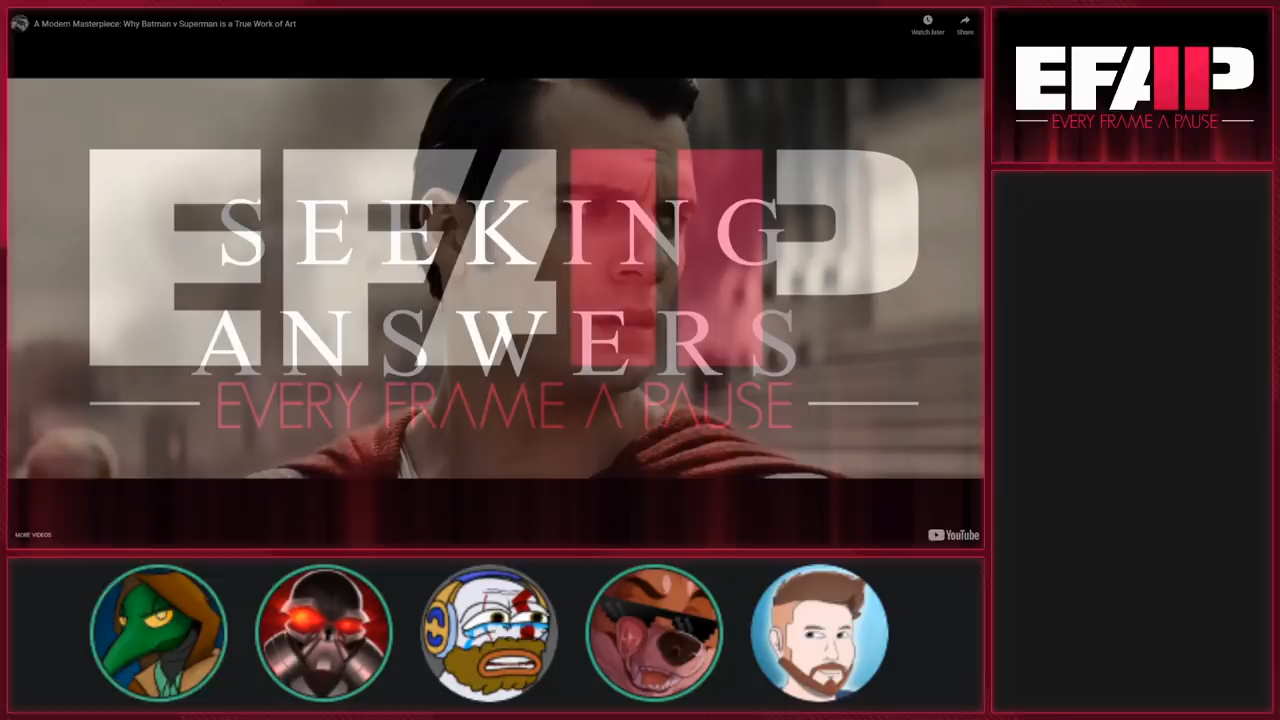 A Modern Masterpiece: Why Batman v Superman is a True Work of Art
Watch later
Share
EFAP
EVERY FRAME A PAUSE
EFAP
SEEKING
ANSWERS
EVERY FRAME A PAUSE
MORE VIDEOS
YouTube